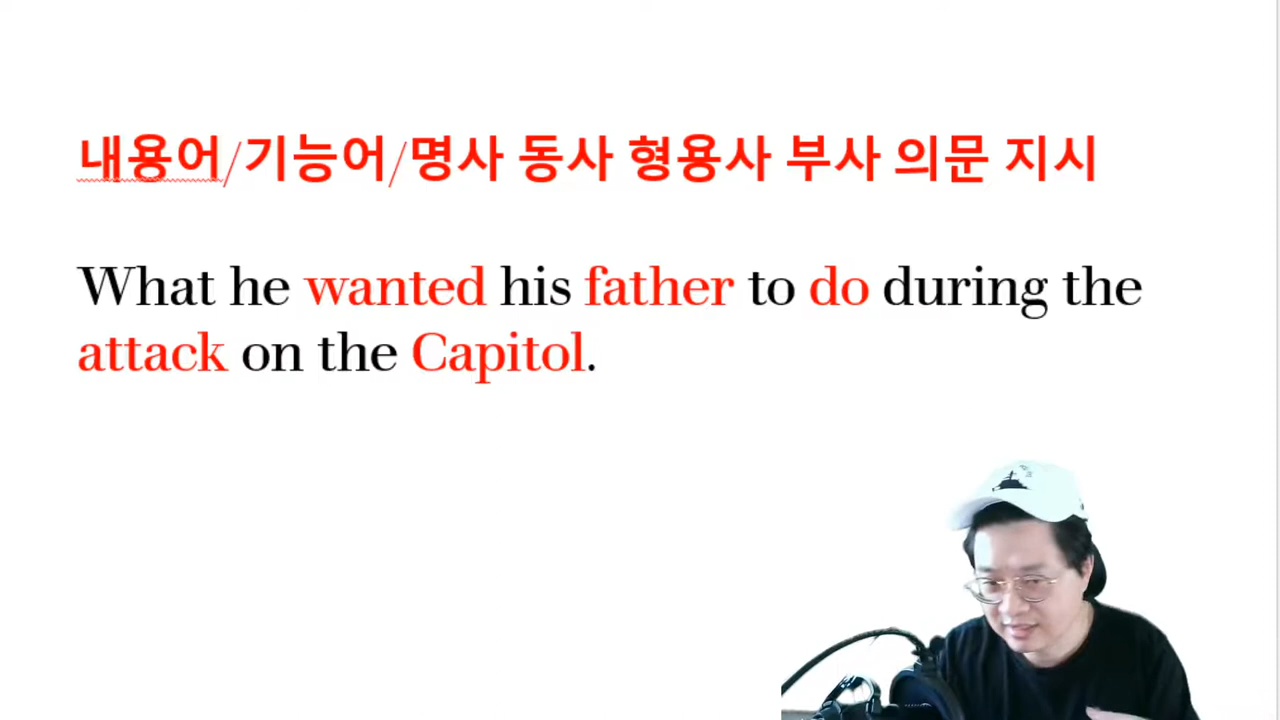 내용어/기능어/명사 동사 형용사 부사 의문 지시
What he wanted his father to do during the
attack on the Capitol.